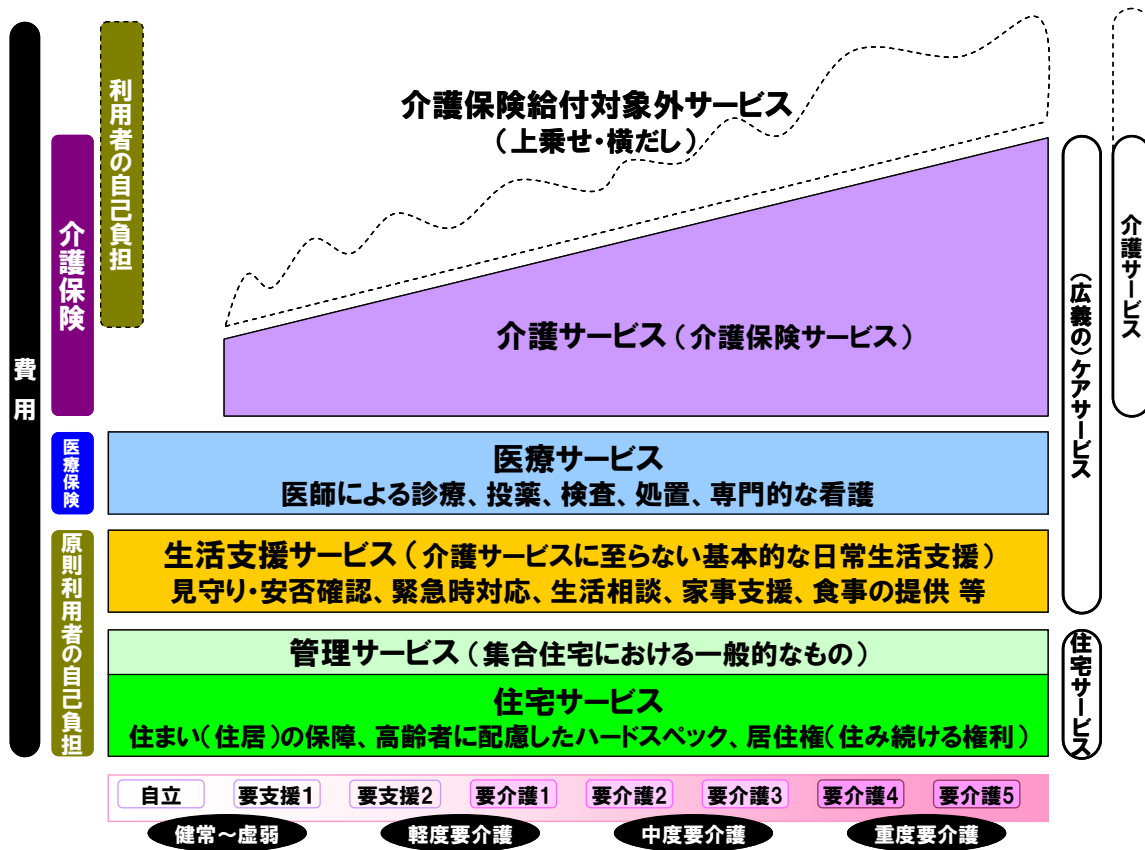 費用
介護保険
医療保険
原則利用者の自己負担
利用者の自己負担
介護保険給付対象外サービス
（上乗せ・横だし）
介護サービス（介護保険サービス）
医療サービス
医師による診療、投薬、検査、処置、専門的な看護
生活支援サービス（介護サービスに至らない基本的な日常生活支援）
見守り・安否確認、緊急時対応、生活相談、家事支援、食事の提供 等
管理サービス（集合住宅における一般的なもの）
住宅サービス
住まい（住居）の保障、高齢者に配慮したハードスペック、居住権（住み続ける権利）
（広義の）ケアサービス
介護サービス
住宅サービス
自立 要支援1 要支援2 要介護1 要介護2 要介護3 要介護4 要介護5
健常～虚弱 軽度要介護 中度要介護 重度要介護